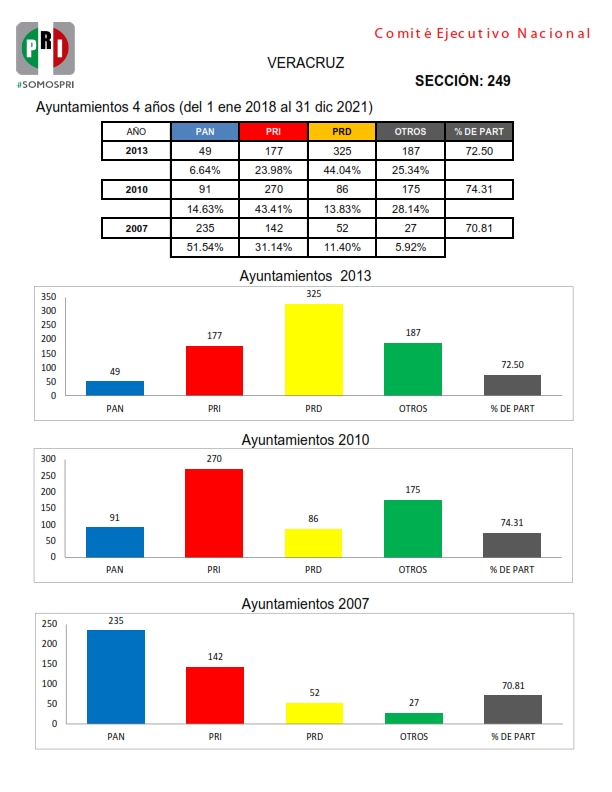 Comité Ejecutivo Nacional
PRI
#SOMOSPRI
VERACRUZ
SECCIÓN: 249
Ayuntamientos 4 años (del 1 ene 2018 al 31 dic 2021)
AÑO PAN PRI PRD OTROS % DE PART
2013 49 177 325 187 72.50
6.64% 23.98% 44.04% 25.34%
2010 91 270 86 175 74.31
14.63% 43.41% 13.83% 28.14%
2007 235 142 52 27 70.81
51.54% 31.14% 11.40% 5.92%
Ayuntamientos 2013
350
300
250
200
150
100
50
0
49 177 325 187 72.50
PAN PRI PRD OTROS % DE PART
Ayuntamientos 2010
300
250
200
150
100
50
0
91 270 86 175 74.31
PAN PRI PRD OTROS % DE PART
Ayuntamientos 2007
250
200
150
100
50
0
235 142 52 27 70.81
PAN PRI PRD OTROS % DE PART